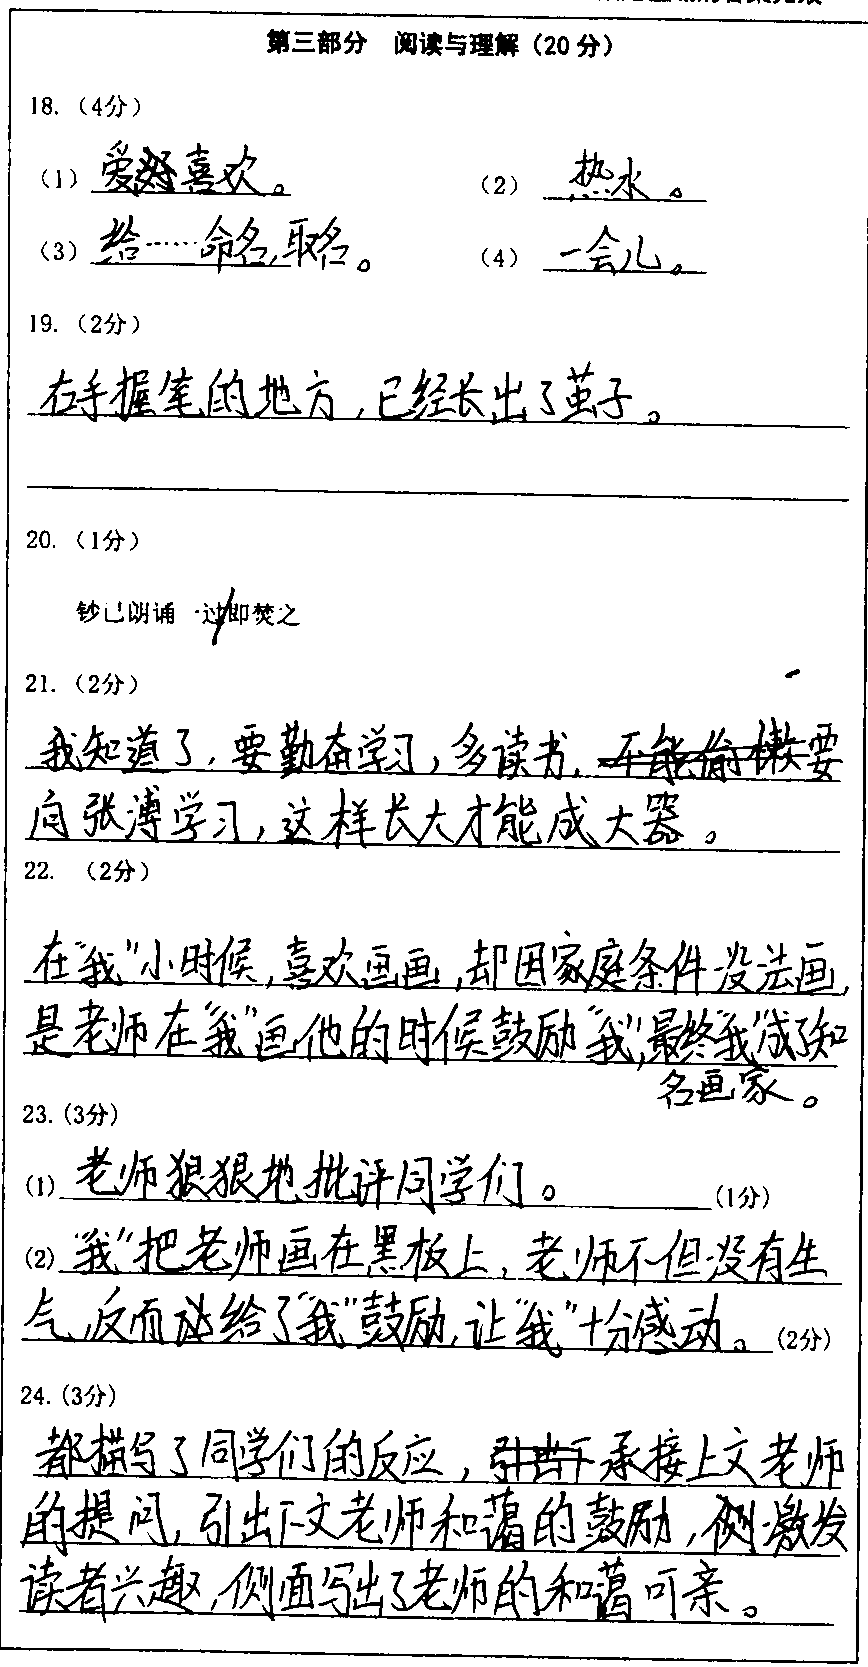 第三部分 阅读与理解（20分）
18.（4分）
（1）爱好喜欢。 （2）热水。
（3）给……命名,取名。 （4）一会儿。
19.（2分）
右手握笔的地方,已经长出了茧子。
20.（1分）
钞已朗诵一过/即焚之
21.（2分）
我知道了,要勤奋学习,多读书,不能偷懒要
向张溥学习,这样长大才能成大器。
22. （2分）
在“我”小时候,喜欢画画,却因家庭条件没法画,
是老师在“我”画他的时候鼓励“我”,最终“我”成了知
名画家。
23.(3分)
(1)老师狠狠地批评同学们。(1分)
(2)“我”把老师画在黑板上,老师不但没有生
气,反而给了“我”鼓励,让“我”十分感动。(2分)
24.(3分)
都描写了同学们的反应,引出下承接上文老师
的提问,引出下文老师和蔼的鼓励,侧激发
读者兴趣,侧面写出了老师的和蔼可亲。